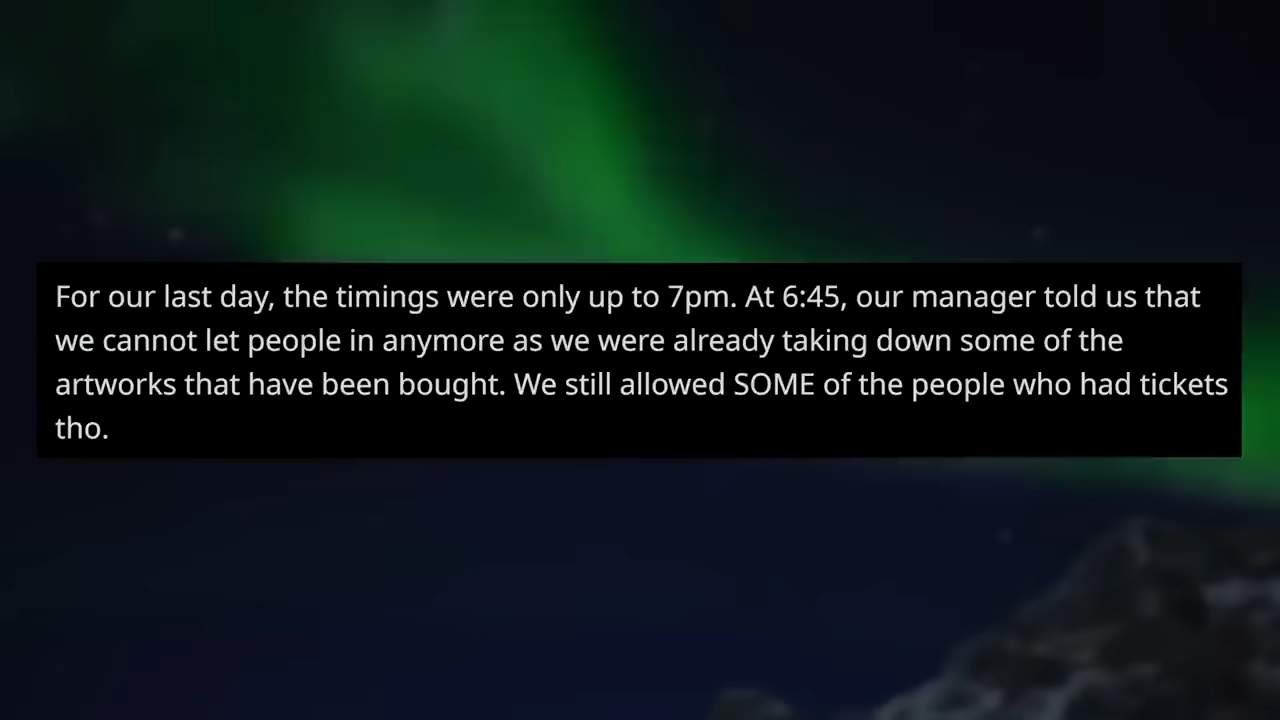 For our last day, the timings were only up to 7pm. At 6:45, our manager told us that
we cannot let people in anymore as we were already taking down some of the
artworks that have been bought. We still allowed SOME of the people who had tickets
tho.